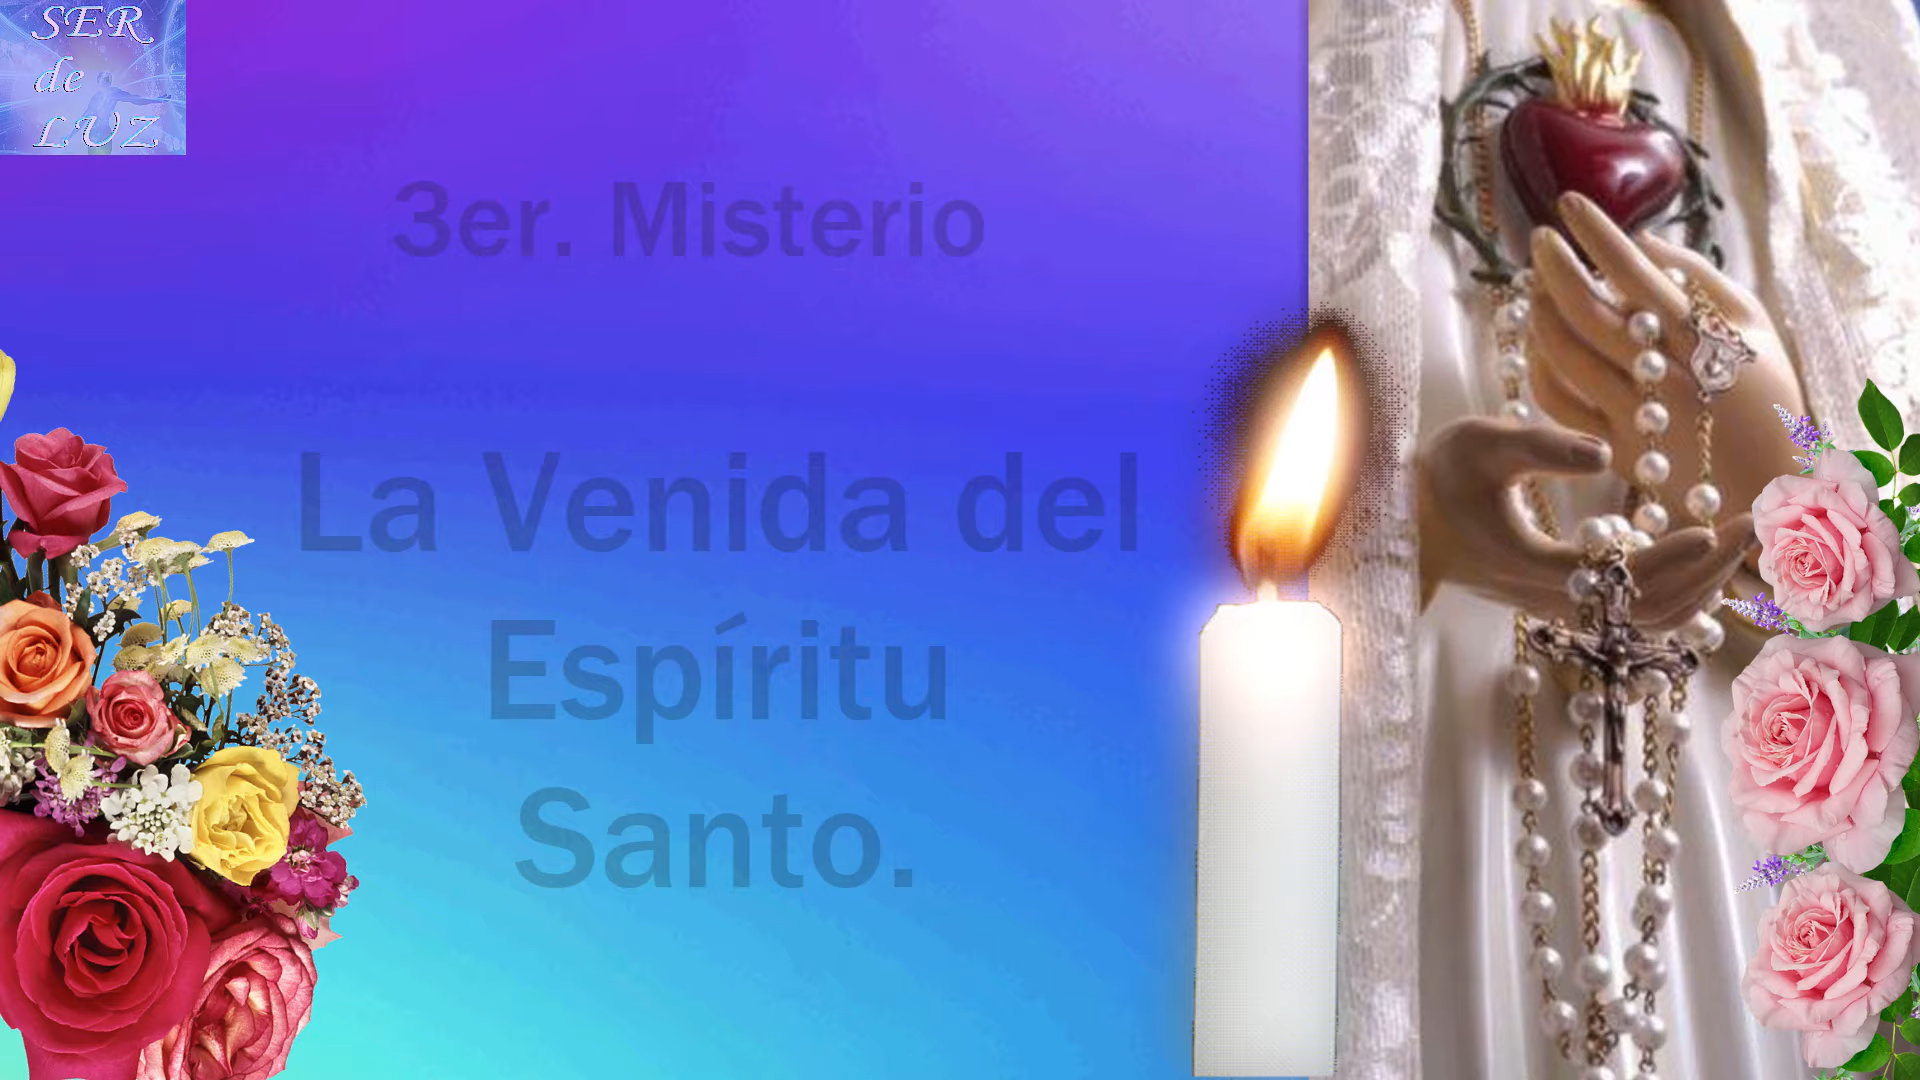 SER
de
LUZ
3er. Misterio
La Venida del
Espíritu
Santo.